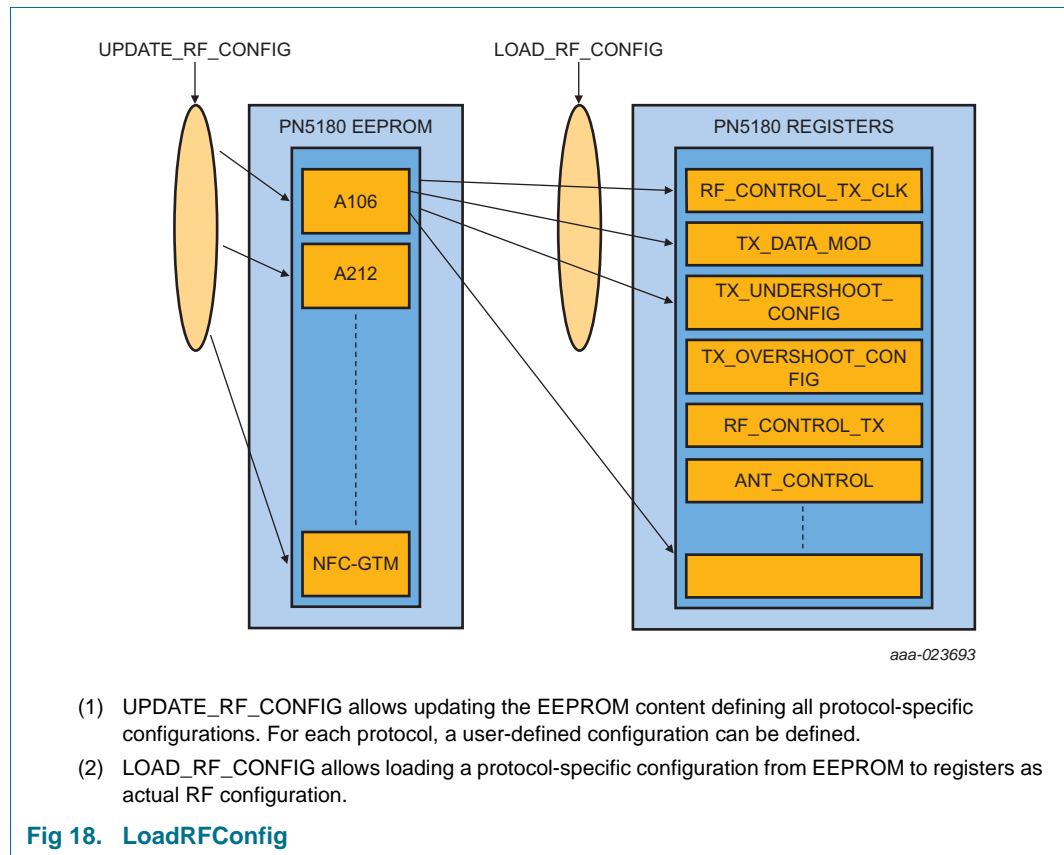 UPDATE_RF_CONFIG
LOAD_RF_CONFIG
PN5180 EEPROM
A106
A212
NFC-GTM
PN5180 REGISTERS
RF_CONTROL_TX_CLK
TX_DATA_MOD
TX_UNDERSHOOT_
CONFIG
TX_OVERSHOOT_CON
FIG
RF_CONTROL_TX
ANT_CONTROL
aaa-023693
(1) UPDATE_RF_CONFIG allows updating the EEPROM content defining all protocol-specific
configurations. For each protocol, a user-defined configuration can be defined.
(2) LOAD_RF_CONFIG allows loading a protocol-specific configuration from EEPROM to registers as
actual RF configuration.
Fig 18. LoadRFConfig